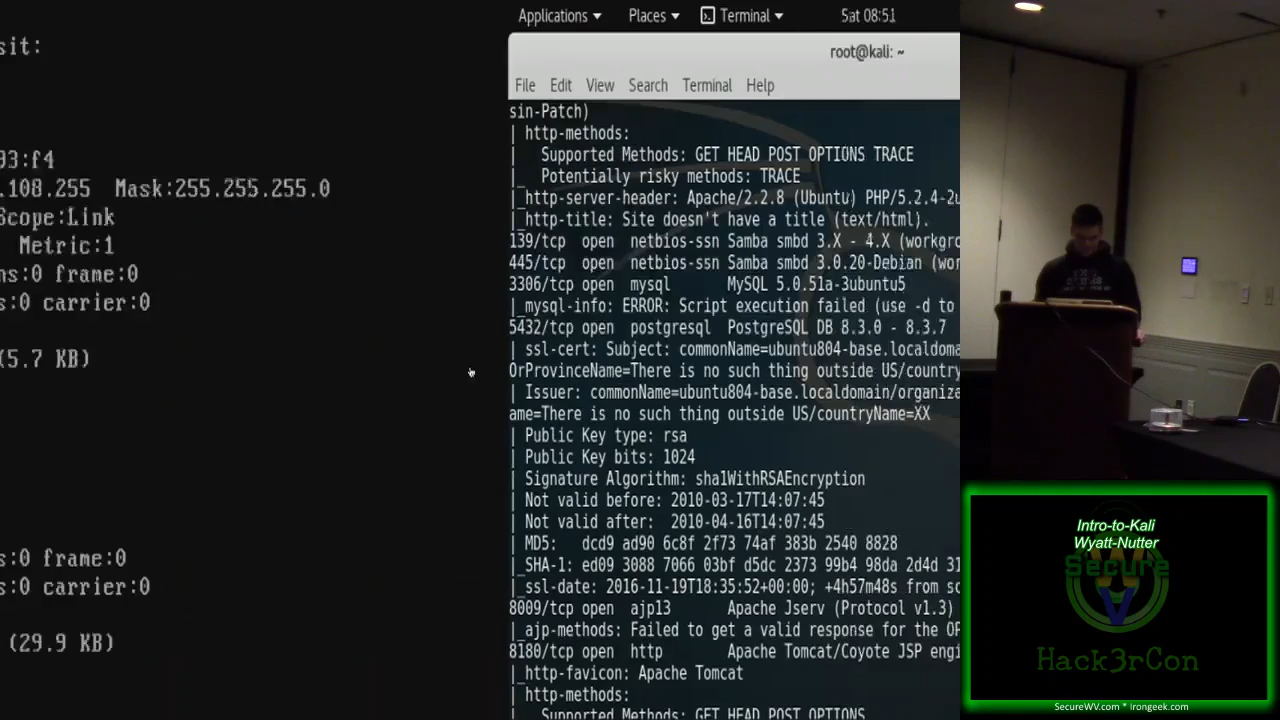 sit:
93:f4
.108.255  Mask:255.255.255.0
Scope:Link
Metric:1
ns:0 frame:0
s:0 carrier:0
(5.7 KB)
s:0 frame:0
s:0 carrier:0
(29.9 KB)
Applications Places Terminal Sat 08:51
root@kali: ~
File Edit View Search Terminal Help
sin-Patch)
| http-methods:
|   Supported Methods: GET HEAD POST OPTIONS TRACE
|_  Potentially risky methods: TRACE
|_http-server-header: Apache/2.2.8 (Ubuntu) PHP/5.2.4-2u
|_http-title: Site doesn't have a title (text/html).
139/tcp  open  netbios-ssn Samba smbd 3.X - 4.X (workgro
445/tcp  open  netbios-ssn Samba smbd 3.0.20-Debian (wor
3306/tcp open  mysql       MySQL 5.0.51a-3ubuntu5
|_mysql-info: ERROR: Script execution failed (use -d to
5432/tcp open  postgresql  PostgreSQL DB 8.3.0 - 8.3.7
| ssl-cert: Subject: commonName=ubuntu804-base.localdoma
OrProvinceName=There is no such thing outside US/country
| Issuer: commonName=ubuntu804-base.localdomain/organiza
ame=There is no such thing outside US/countryName=XX
| Public Key type: rsa
| Public Key bits: 1024
| Signature Algorithm: sha1WithRSAEncryption
| Not valid before: 2010-03-17T14:07:45
| Not valid after:  2010-04-16T14:07:45
| MD5:   dcd9 ad90 6c8f 2f73 74af 383b 2540 8828
|_SHA-1: ed09 3088 7066 03bf d5dc 2373 99b4 98da 2d4d 31
|_ssl-date: 2016-11-19T18:35:52+00:00; +4h57m48s from sc
8009/tcp open  ajp13       Apache Jserv (Protocol v1.3)
|_ajp-methods: Failed to get a valid response for the OP
8180/tcp open  http        Apache Tomcat/Coyote JSP engi
|_http-favicon: Apache Tomcat
| http-methods:
|   Supported Methods: GET HEAD POST OPTIONS
Intro-to-Kali
Wyatt-Nutter
Secure
WV
Hack3rCon
SecureWV.com * irongeek.com